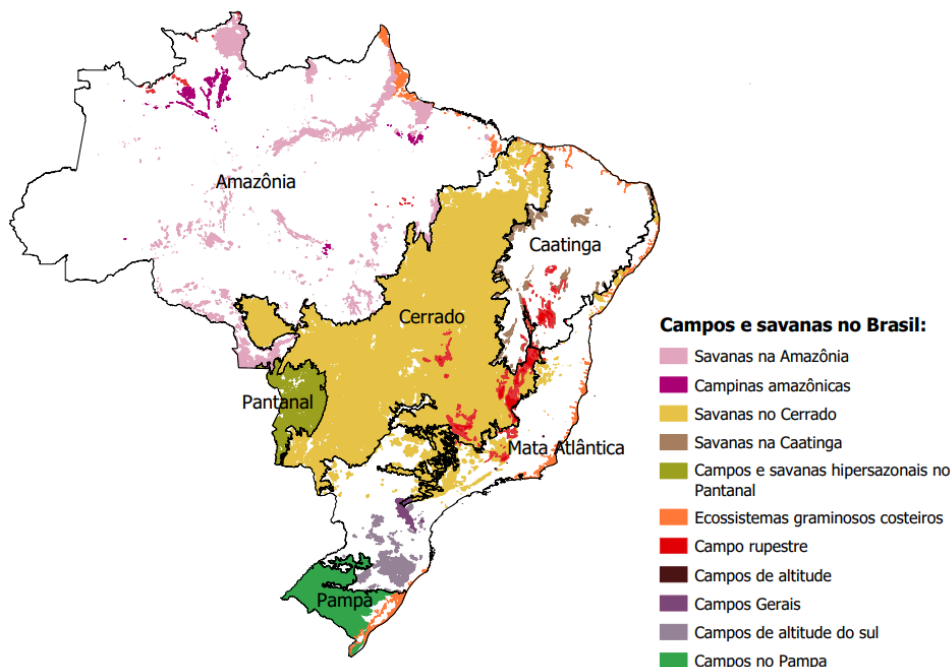 Amazônia
Caatinga
Cerrado
Pantanal
Mata Atlântica
Pampa
Campos e savanas no Brasil:
Savanas na Amazônia
Campinas amazônicas
Savanas no Cerrado
Savanas na Caatinga
Campos e savanas hipersazonais no
Pantanal
Ecossistemas graminosos costeiros
Campo rupestre
Campos de altitude
Campos Gerais
Campos de altitude do sul
Campos no Pampa